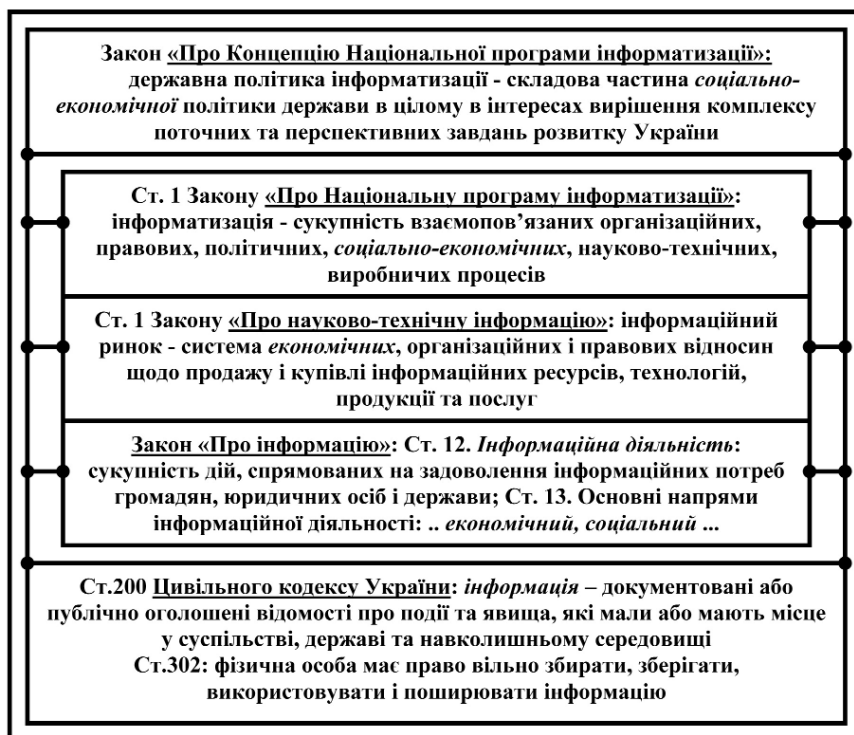 Закон «Про Концепцію Національної програми інформатизації»:
державна політика інформатизації - складова частина соціально-
економічної політики держави в цілому в інтересах вирішення комплексу
поточних та перспективних завдань розвитку України
Ст. 1 Закону «Про Національну програму інформатизації»:
інформатизація - сукупність взаємопов’язаних організаційних,
правових, політичних, соціально-економічних, науково-технічних,
виробничих процесів
Ст. 1 Закону «Про науково-технічну інформацію»: інформаційний
ринок - система економічних, організаційних і правових відносин
щодо продажу і купівлі інформаційних ресурсів, технологій,
продукції та послуг
Закон «Про інформацію»: Ст. 12. Інформаційна діяльність:
сукупність дій, спрямованих на задоволення інформаційних потреб
громадян, юридичних осіб і держави; Ст. 13. Основні напрями
інформаційної діяльності: .. економічний, соціальний ...
Ст.200 Цивільного кодексу України: інформація – документовані або
публічно оголошені відомості про події та явища, які мали або мають місце
у суспільстві, державі та навколишньому середовищі
Ст.302: фізична особа має право вільно збирати, зберігати,
використовувати і поширювати інформацію